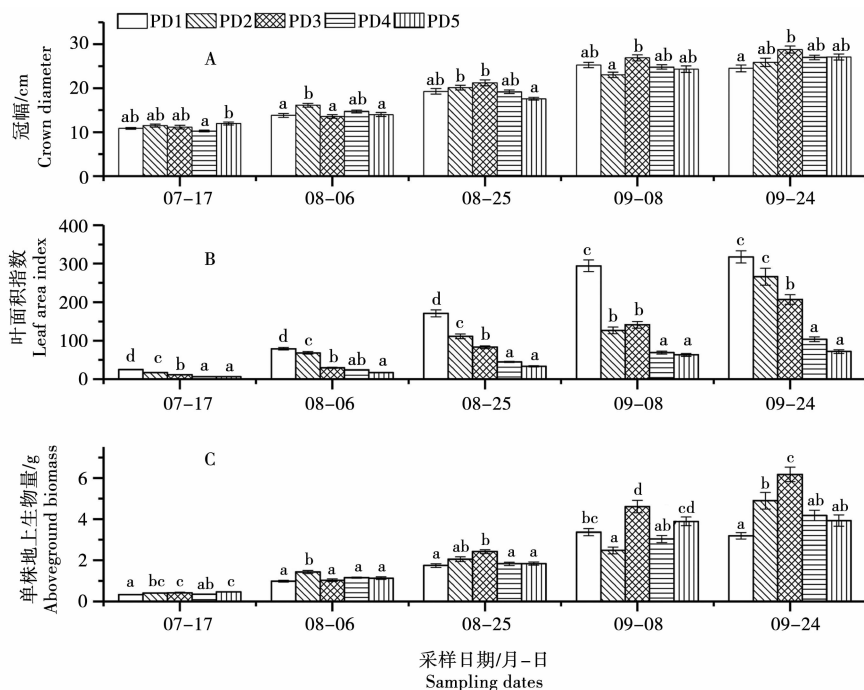 PD1 PD2 PD3 PD4 PD5
A
冠幅/cm
Crown diameter
30
20
10
0
ab ab ab a b
a b a ab a
ab b b ab a
ab a b ab ab
a ab b ab ab
07-17 08-06 08-25 09-08 09-24
B
叶面积指数
Leaf area index
400
300
200
100
0
d c b a a
d c b ab a
d c b a a
c b b a a
c c b a a
07-17 08-06 08-25 09-08 09-24
C
单株地上生物量/g
Aboveground biomass
6
4
2
0
a bc c ab c
a b a a a
a ab b a a
bc a d ab cd
a b c ab ab
07-17 08-06 08-25 09-08 09-24
采样日期/月-日
Sampling dates